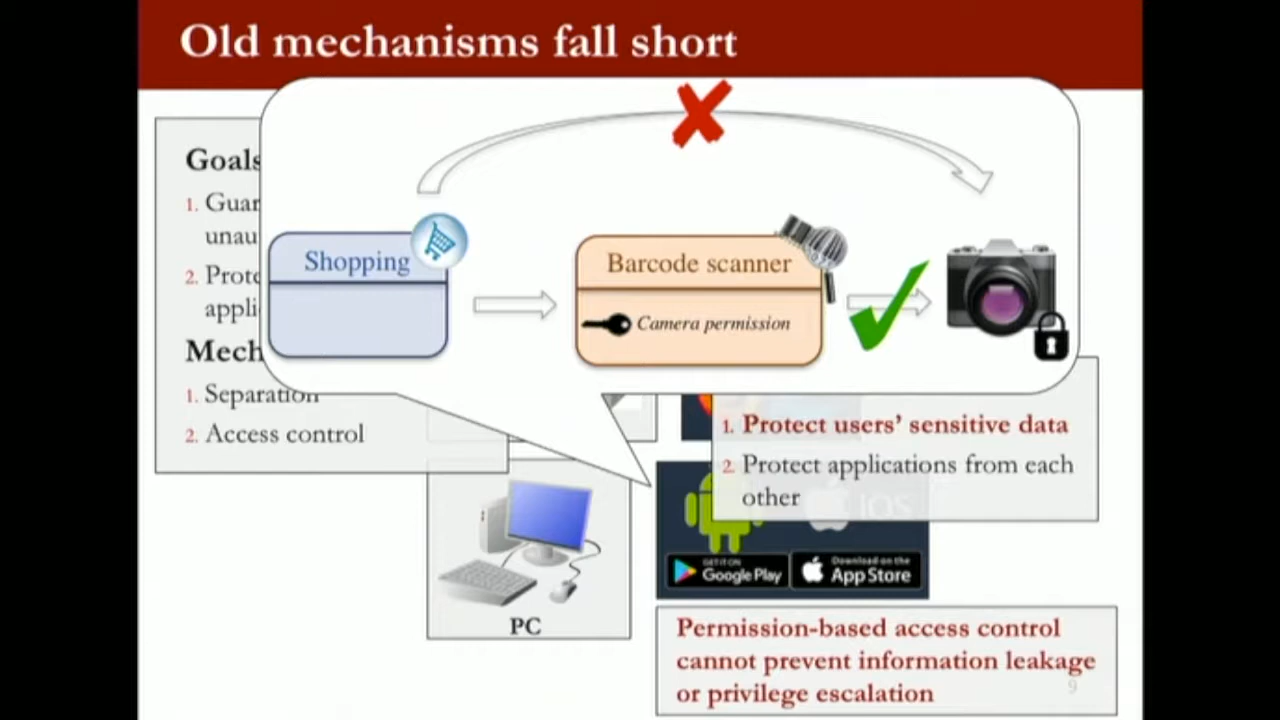 Old mechanisms fall short
Goals
1. Guar
unau
2. Prote
appli
Mech
1. Separation
2. Access control
Shopping
Barcode scanner
Camera permission
1. Protect users' sensitive data
2. Protect applications from each
other
iOS
GET IT ON
Google Play
Download on the
App Store
PC
Permission-based access control
cannot prevent information leakage
or privilege escalation
9